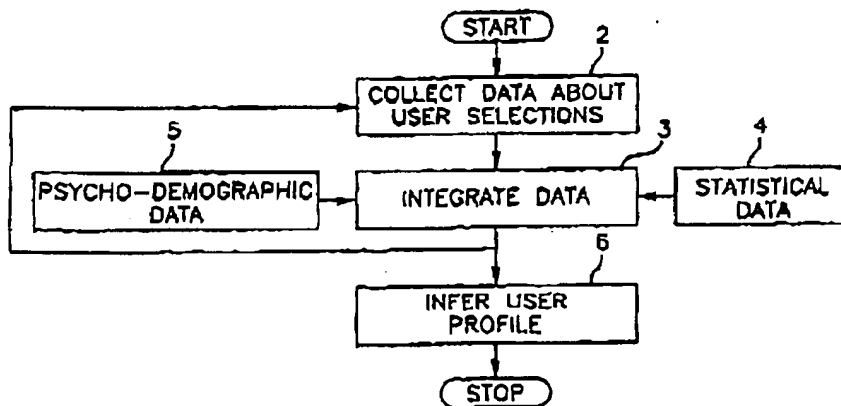 START
2
COLLECT DATA ABOUT
USER SELECTIONS
5
3
4
PSYCHO-DEMOGRAPHIC
DATA
INTEGRATE DATA
STATISTICAL
DATA
6
INFER USER
PROFILE
STOP